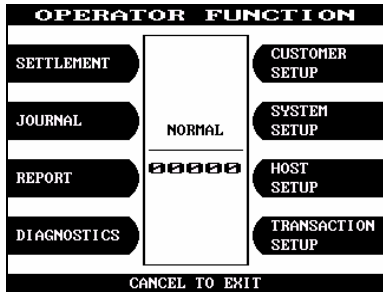 OPERATOR FUNCTION
SETTLEMENT
CUSTOMER
SETUP
JOURNAL
SYSTEM
SETUP
NORMAL
00000
REPORT
HOST
SETUP
DIAGNOSTICS
TRANSACTION
SETUP
CANCEL TO EXIT